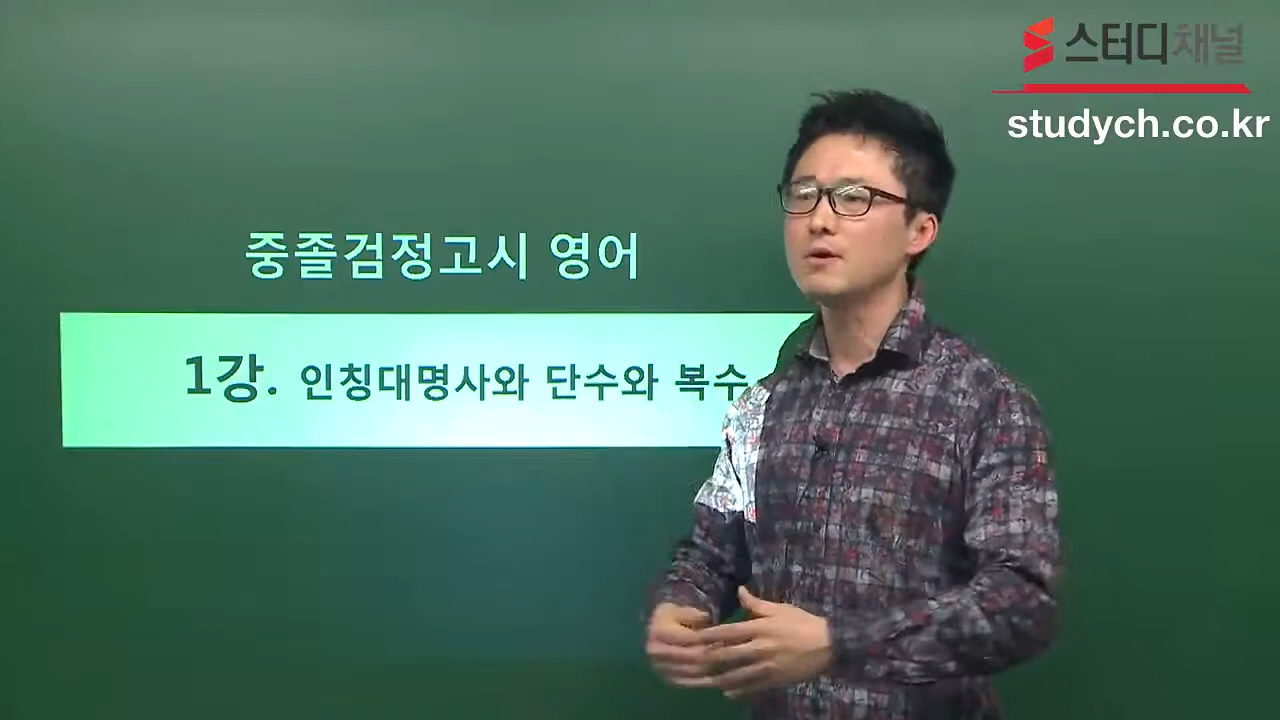 스터디채널
studych.co.kr
중졸검정고시 영어
1강. 인칭대명사와 단수와 복수